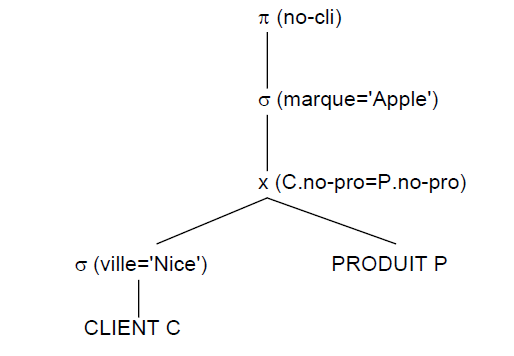 π (no-cli)
σ (marque='Apple')
x (C.no-pro=P.no-pro)
σ (ville='Nice') PRODUIT P
CLIENT C